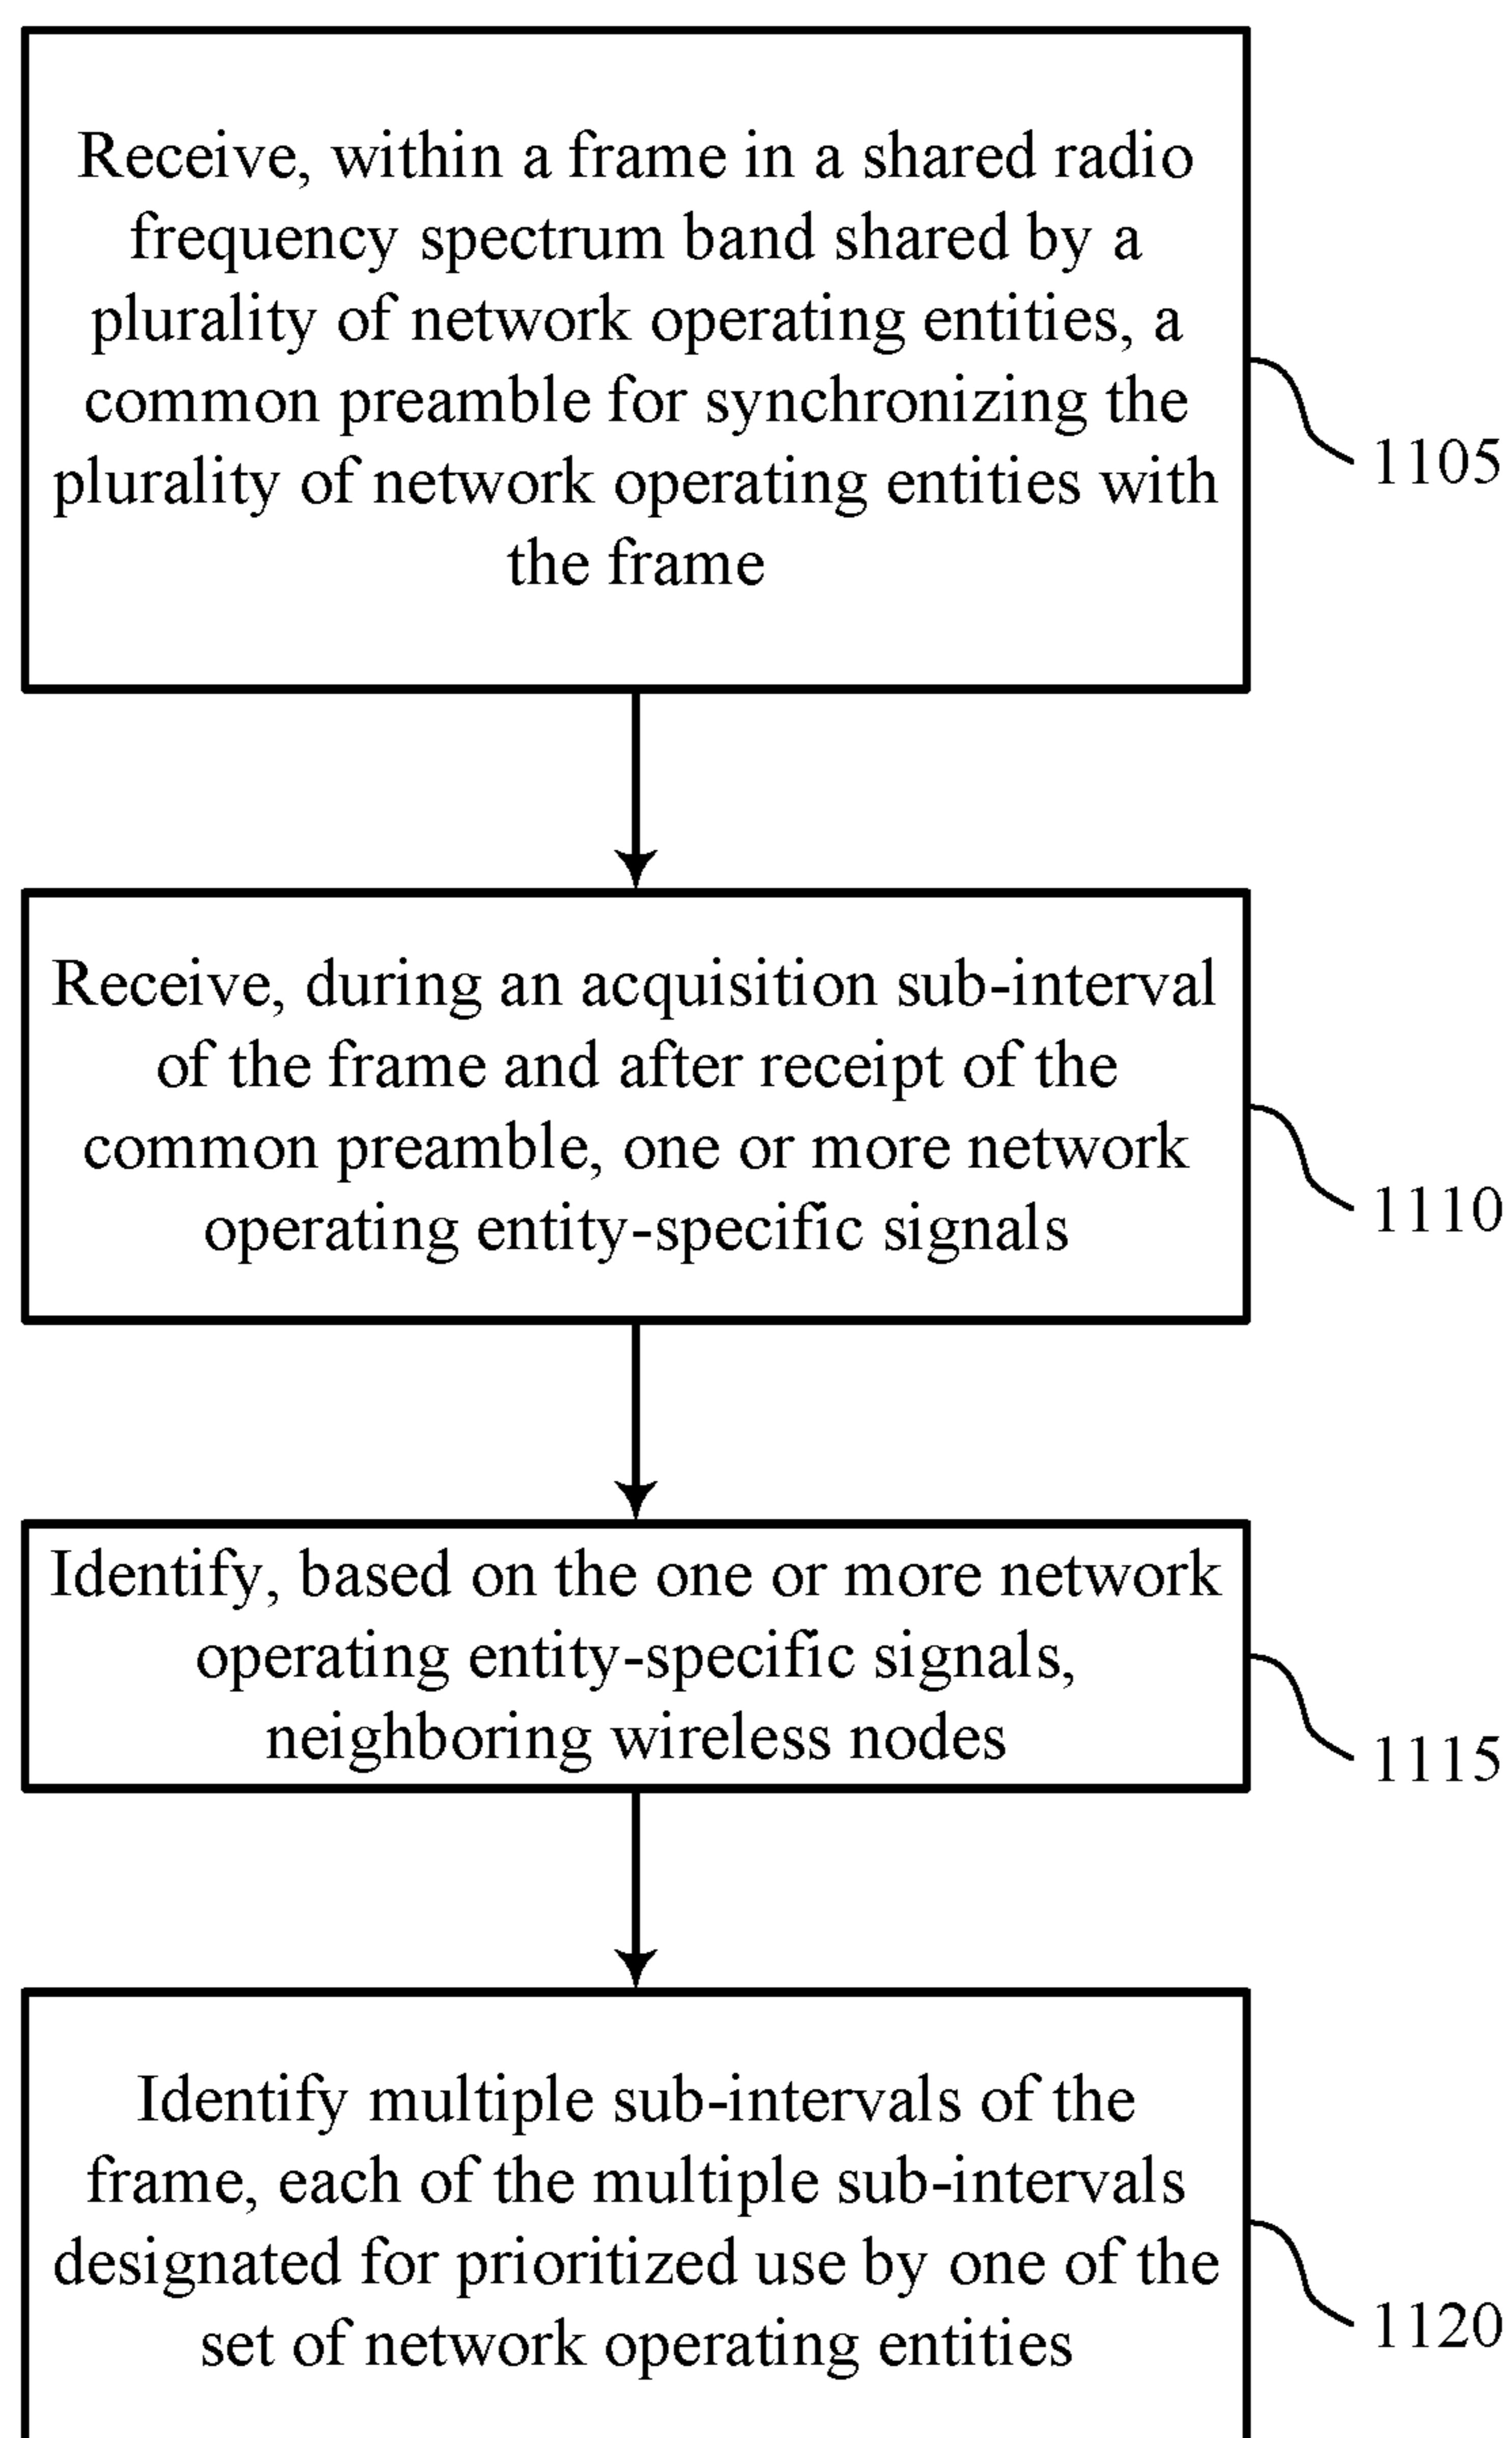 Receive, within a frame in a shared radio
frequency spectrum band shared by a
plurality of network operating entities, a
common preamble for synchronizing the
plurality of network operating entities with
the frame
1105
Receive, during an acquisition sub-interval
of the frame and after receipt of the
common preamble, one or more network
operating entity-specific signals
1110
Identify, based on the one or more network
operating entity-specific signals,
neighboring wireless nodes
1115
Identify multiple sub-intervals of the
frame, each of the multiple sub-intervals
designated for prioritized use by one of the
set of network operating entities
1120